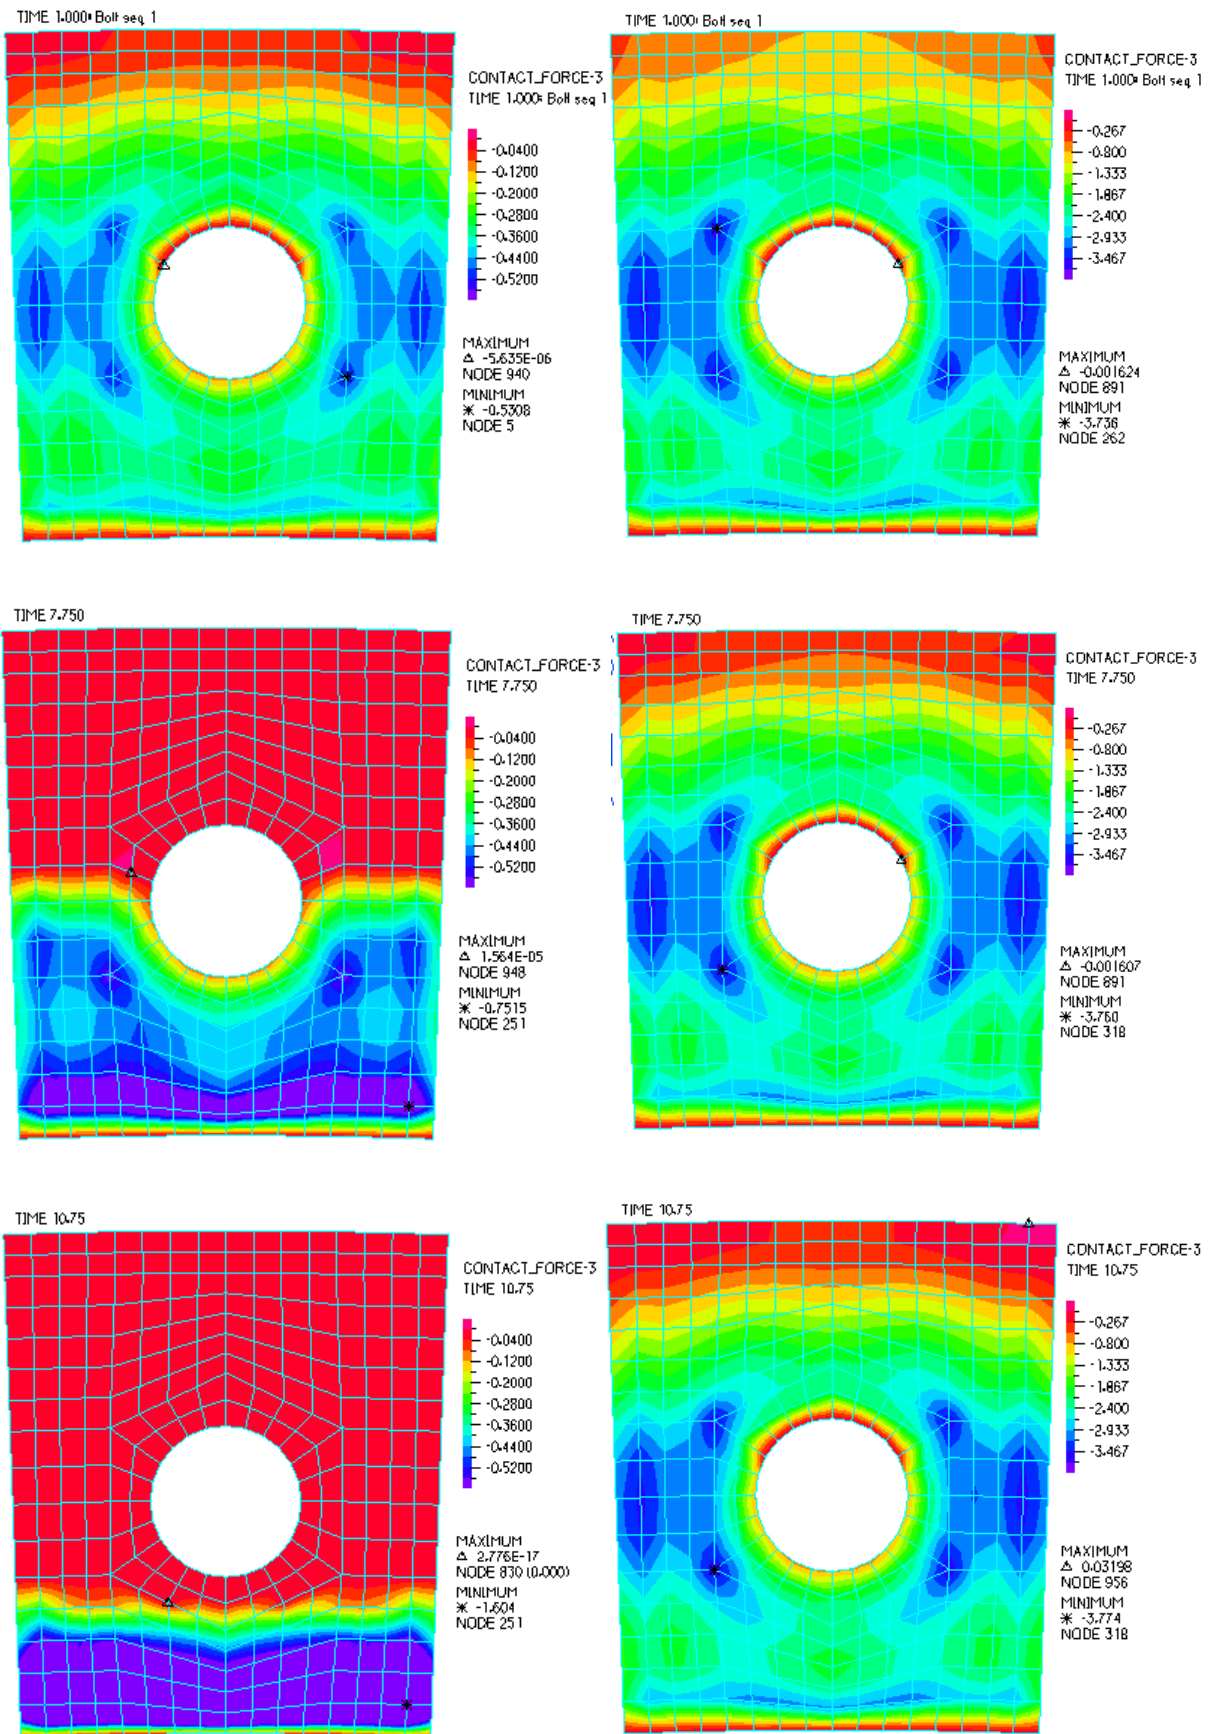 TIME 1.000: Bolt seq 1
CONTACT_FORCE-3
TIME 1.000: Bolt seq 1
-0.0400
-0.1200
-0.2000
-0.2800
-0.3600
-0.4400
-0.5200
MAXIMUM
△ -5.635E-06
NODE 940
MINIMUM
* -0.5308
NODE 5
TIME 1.000: Bolt seq 1
CONTACT_FORCE-3
TIME 1.000: Bolt seq 1
-0.267
-0.800
-1.333
-1.867
-2.400
-2.933
-3.467
MAXIMUM
△ -0.001624
NODE 891
MINIMUM
* -3.736
NODE 262
TIME 7.750
CONTACT_FORCE-3
TIME 7.750
-0.0400
-0.1200
-0.2000
-0.2800
-0.3600
-0.4400
-0.5200
MAXIMUM
△ 1.564E-05
NODE 948
MINIMUM
* -0.7515
NODE 251
TIME 7.750
CONTACT_FORCE-3
TIME 7.750
-0.267
-0.800
-1.333
-1.867
-2.400
-2.933
-3.467
MAXIMUM
△ -0.001607
NODE 891
MINIMUM
* -3.760
NODE 318
TIME 10.75
CONTACT_FORCE-3
TIME 10.75
-0.0400
-0.1200
-0.2000
-0.2800
-0.3600
-0.4400
-0.5200
MAXIMUM
△ 2.776E-17
NODE 830 (0.000)
MINIMUM
* -1.604
NODE 251
TIME 10.75
CONTACT_FORCE-3
TIME 10.75
-0.267
-0.800
-1.333
-1.867
-2.400
-2.933
-3.467
MAXIMUM
△ 0.03198
NODE 956
MINIMUM
* -3.774
NODE 318